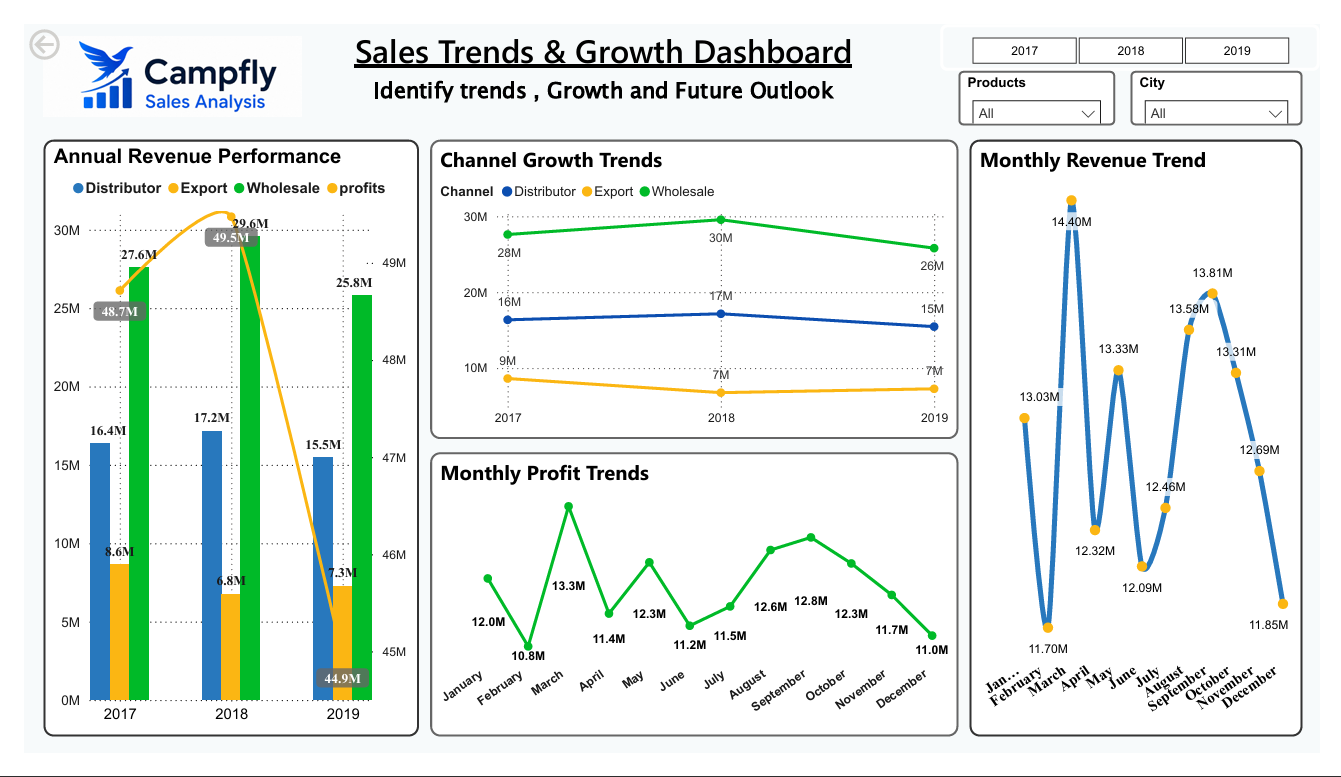 Campfly
Sales Analysis
Sales Trends & Growth Dashboard
Identify trends , Growth and Future Outlook
2017 2018 2019
Products
All
City
All
Annual Revenue Performance
Distributor Export Wholesale profits
30M
25M
20M
15M
10M
5M
0M
49M
48M
47M
46M
45M
27.6M
29.6M
49.5M
25.8M
48.7M
16.4M
17.2M
15.5M
8.6M
6.8M
7.3M
44.9M
2017 2018 2019
Channel Growth Trends
Channel Distributor Export Wholesale
30M
20M
10M
28M 30M 26M
16M 17M 15M
9M 7M 7M
2017 2018 2019
Monthly Profit Trends
12.0M
10.8M
13.3M
11.4M
12.3M
11.2M
11.5M
12.6M
12.8M
12.3M
11.7M
11.0M
January
February
March
April
May
June
July
August
September
October
November
December
Monthly Revenue Trend
13.03M
11.70M
14.40M
12.32M
13.33M
12.09M
12.46M
13.58M
13.81M
13.31M
12.69M
11.85M
Jan...
February
March
April
May
June
July
August
September
October
November
December